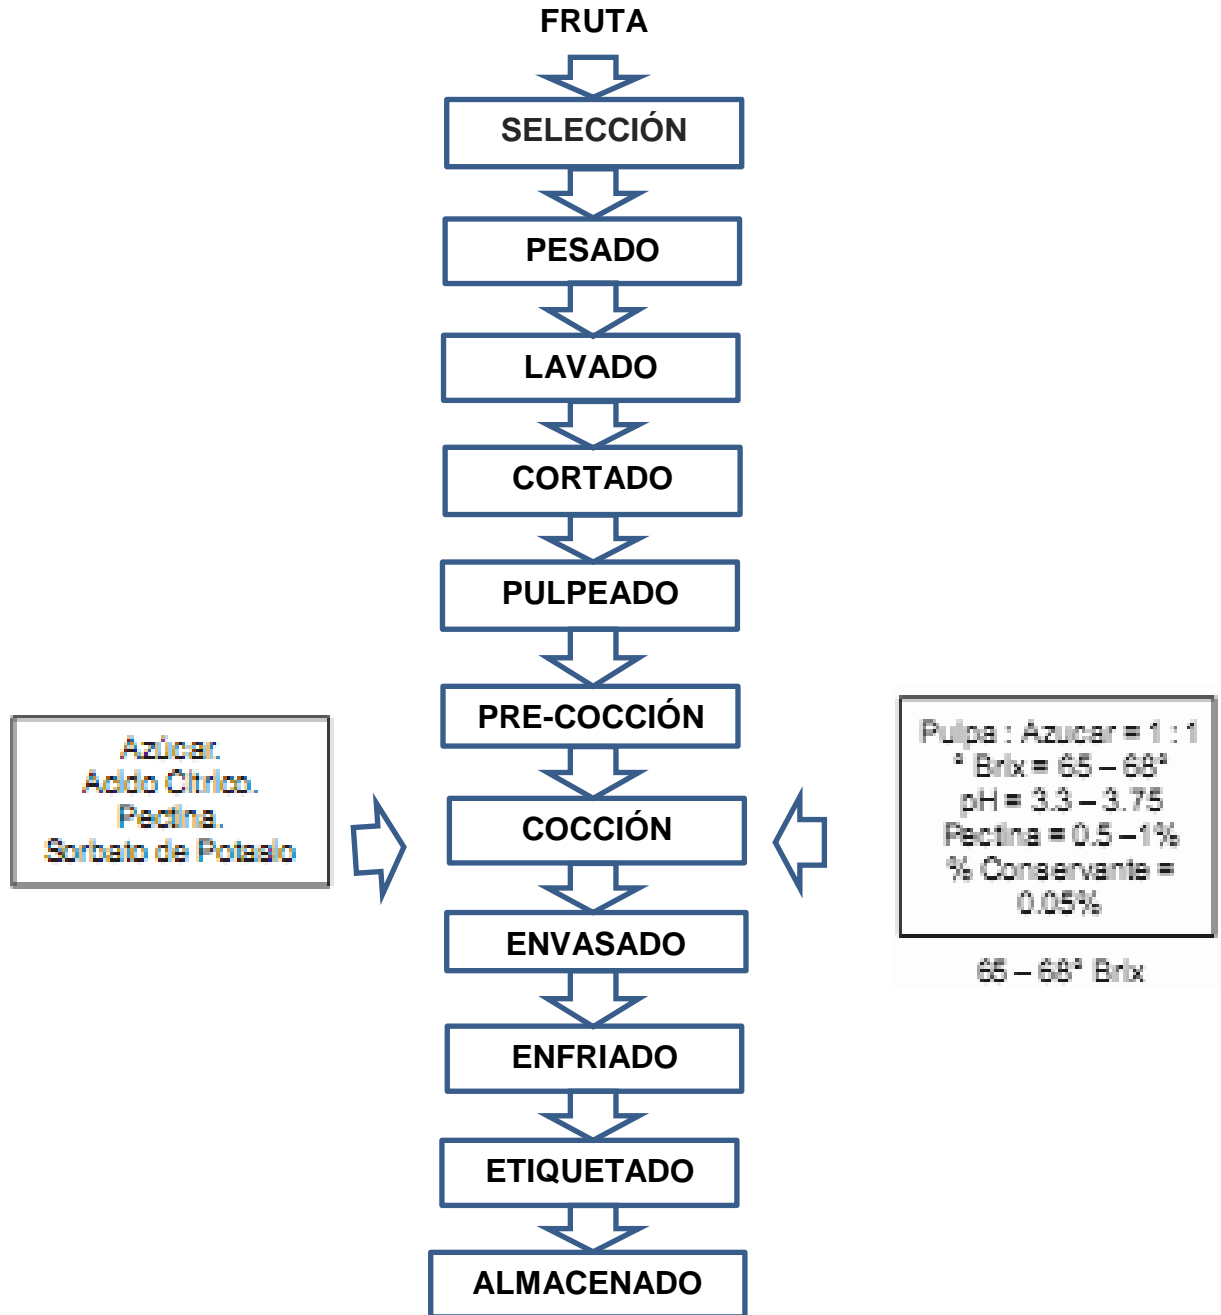 FRUTA
SELECCIÓN
PESADO
LAVADO
CORTADO
PULPEADO
PRE-COCCIÓN
Azúcar.
Acido Cítrico.
Pectina.
Sorbato de Potasio
COCCIÓN
Pulpa : Azucar = 1 : 1
° Brix = 65 – 68°
pH = 3.3 – 3.75
Pectina = 0.5 –1%
% Conservante =
0.05%
65 – 68° Brix
ENVASADO
ENFRIADO
ETIQUETADO
ALMACENADO